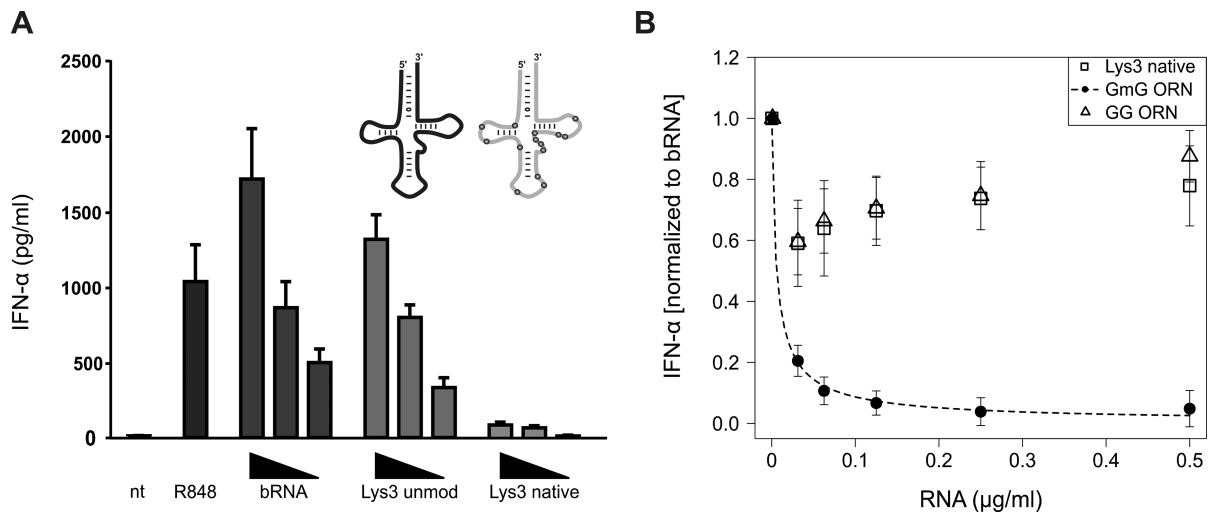 A
IFN-α (pg/ml)
2500
2000
1500
1000
500
0
5' 3'
5' 3'
nt R848 bRNA Lys3 unmod Lys3 native
B
IFN-α [normalized to bRNA]
1.2
1.0
0.8
0.6
0.4
0.2
0.0
Lys3 native
GmG ORN
GG ORN
0 0.1 0.2 0.3 0.4 0.5
RNA (µg/ml)